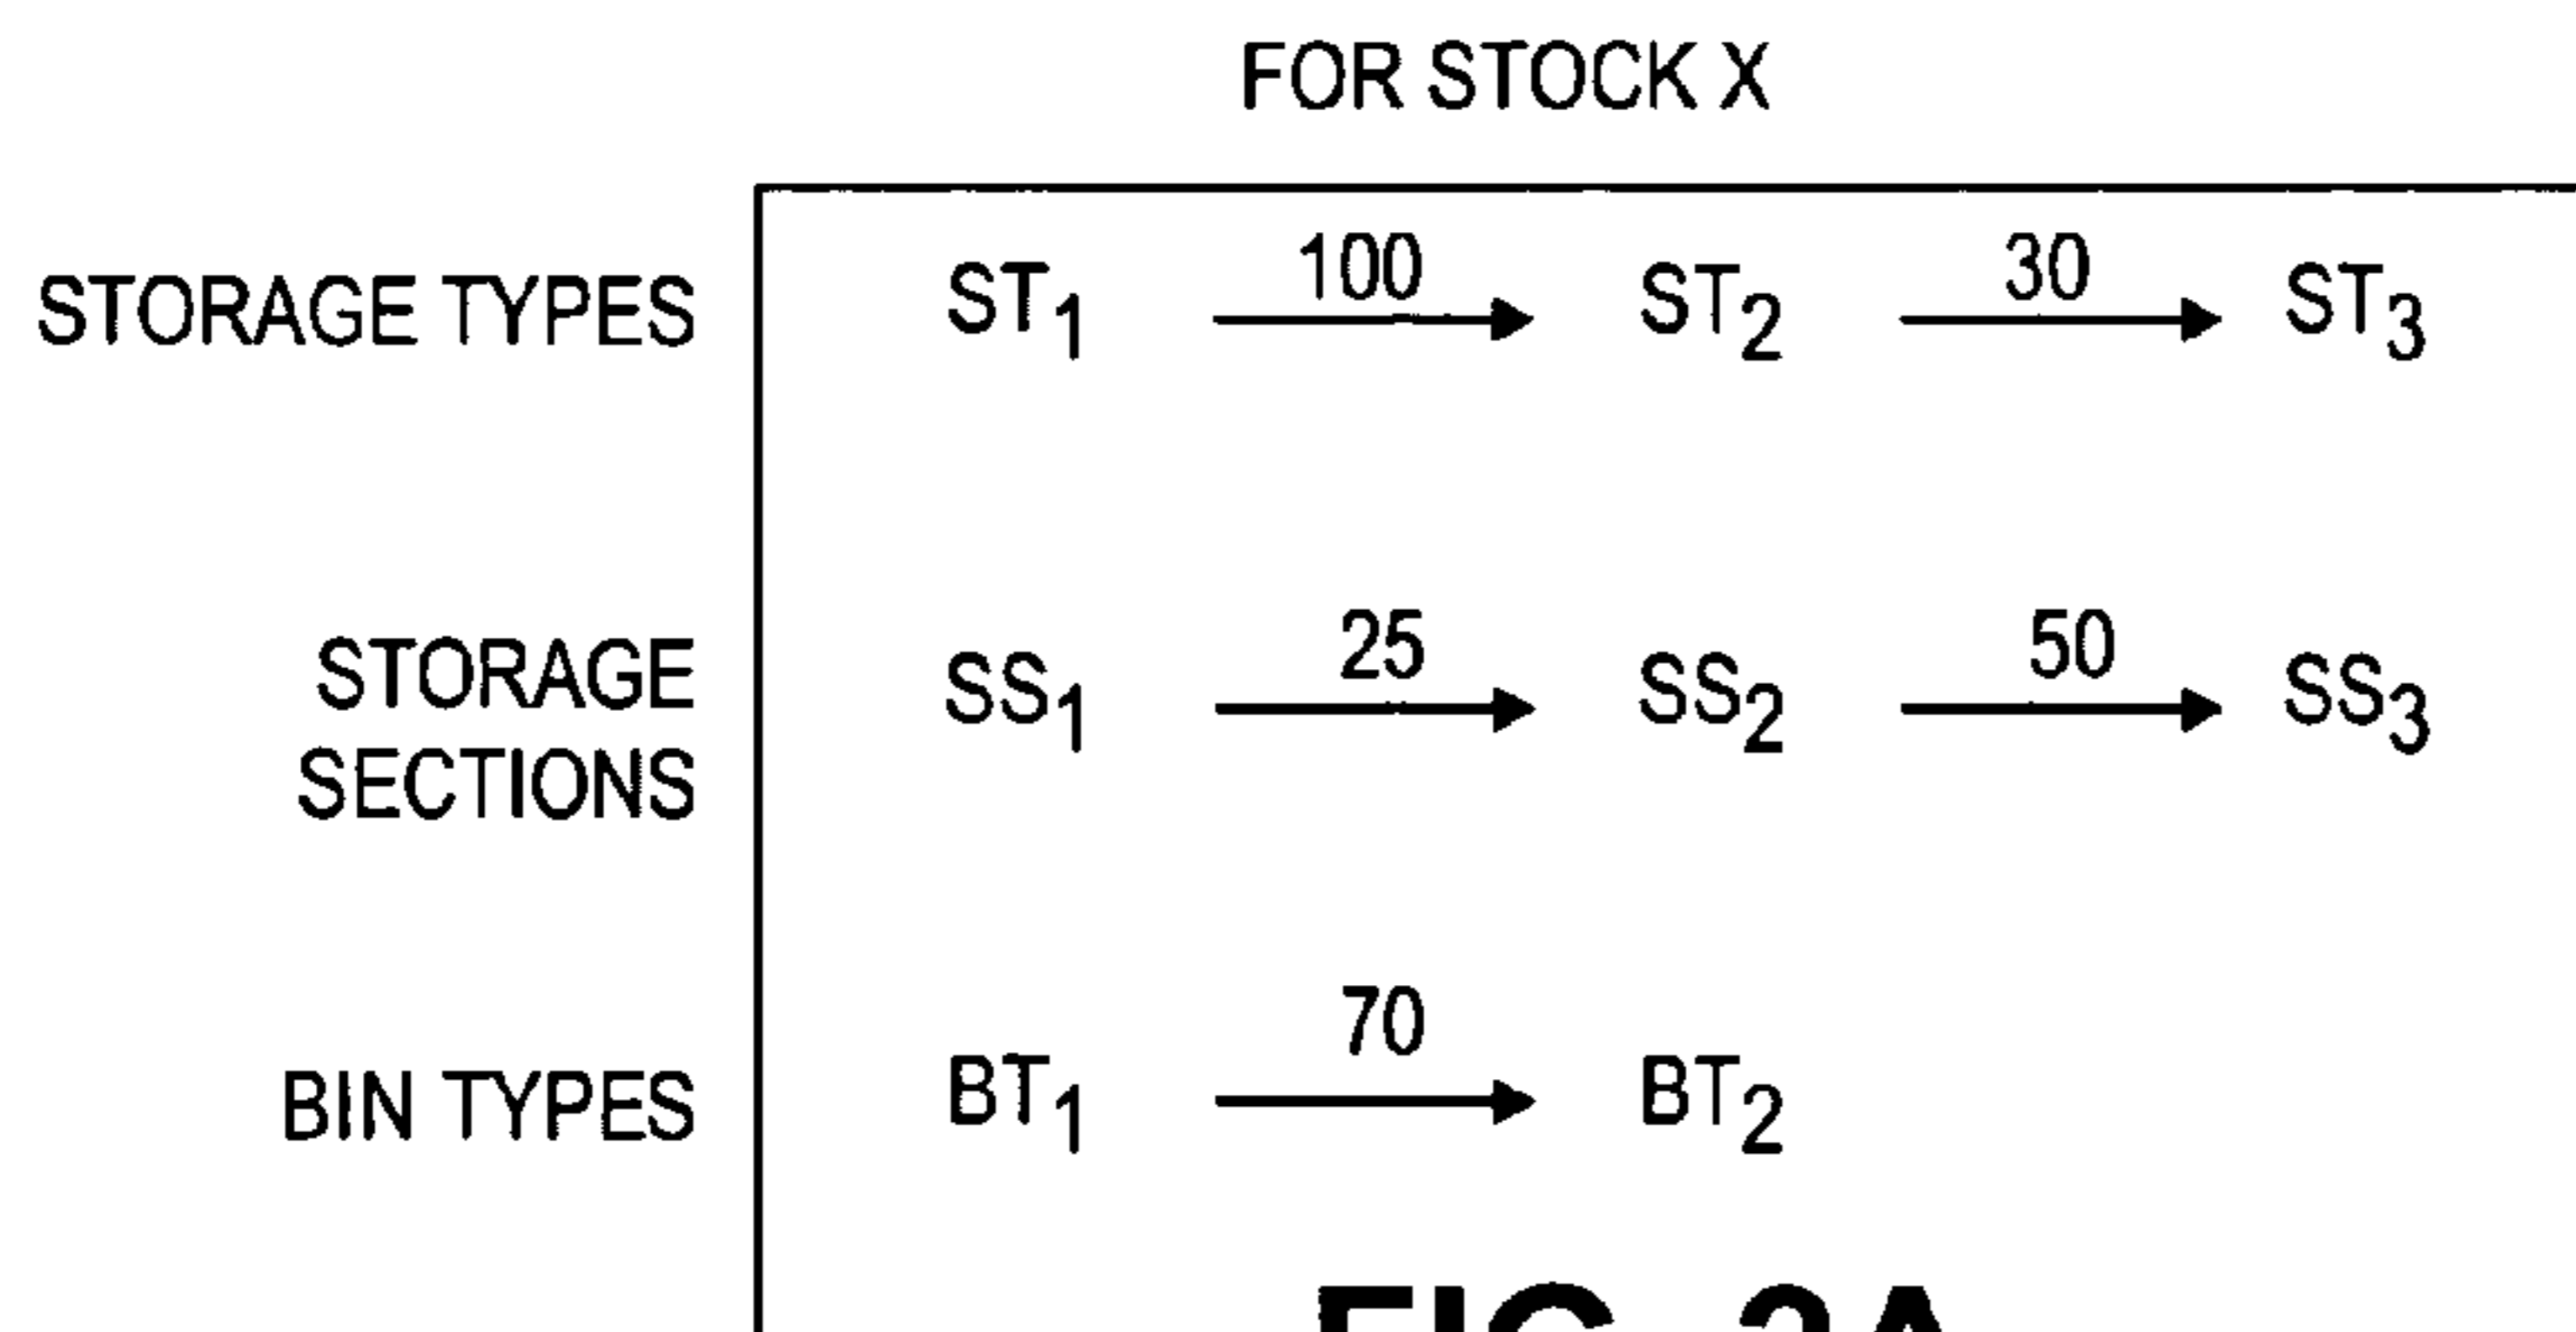 FOR STOCK X
STORAGE TYPES ST1 100 ST2 30 ST3
STORAGE SECTIONS SS1 25 SS2 50 SS3
BIN TYPES BT1 70 BT2
FIG.